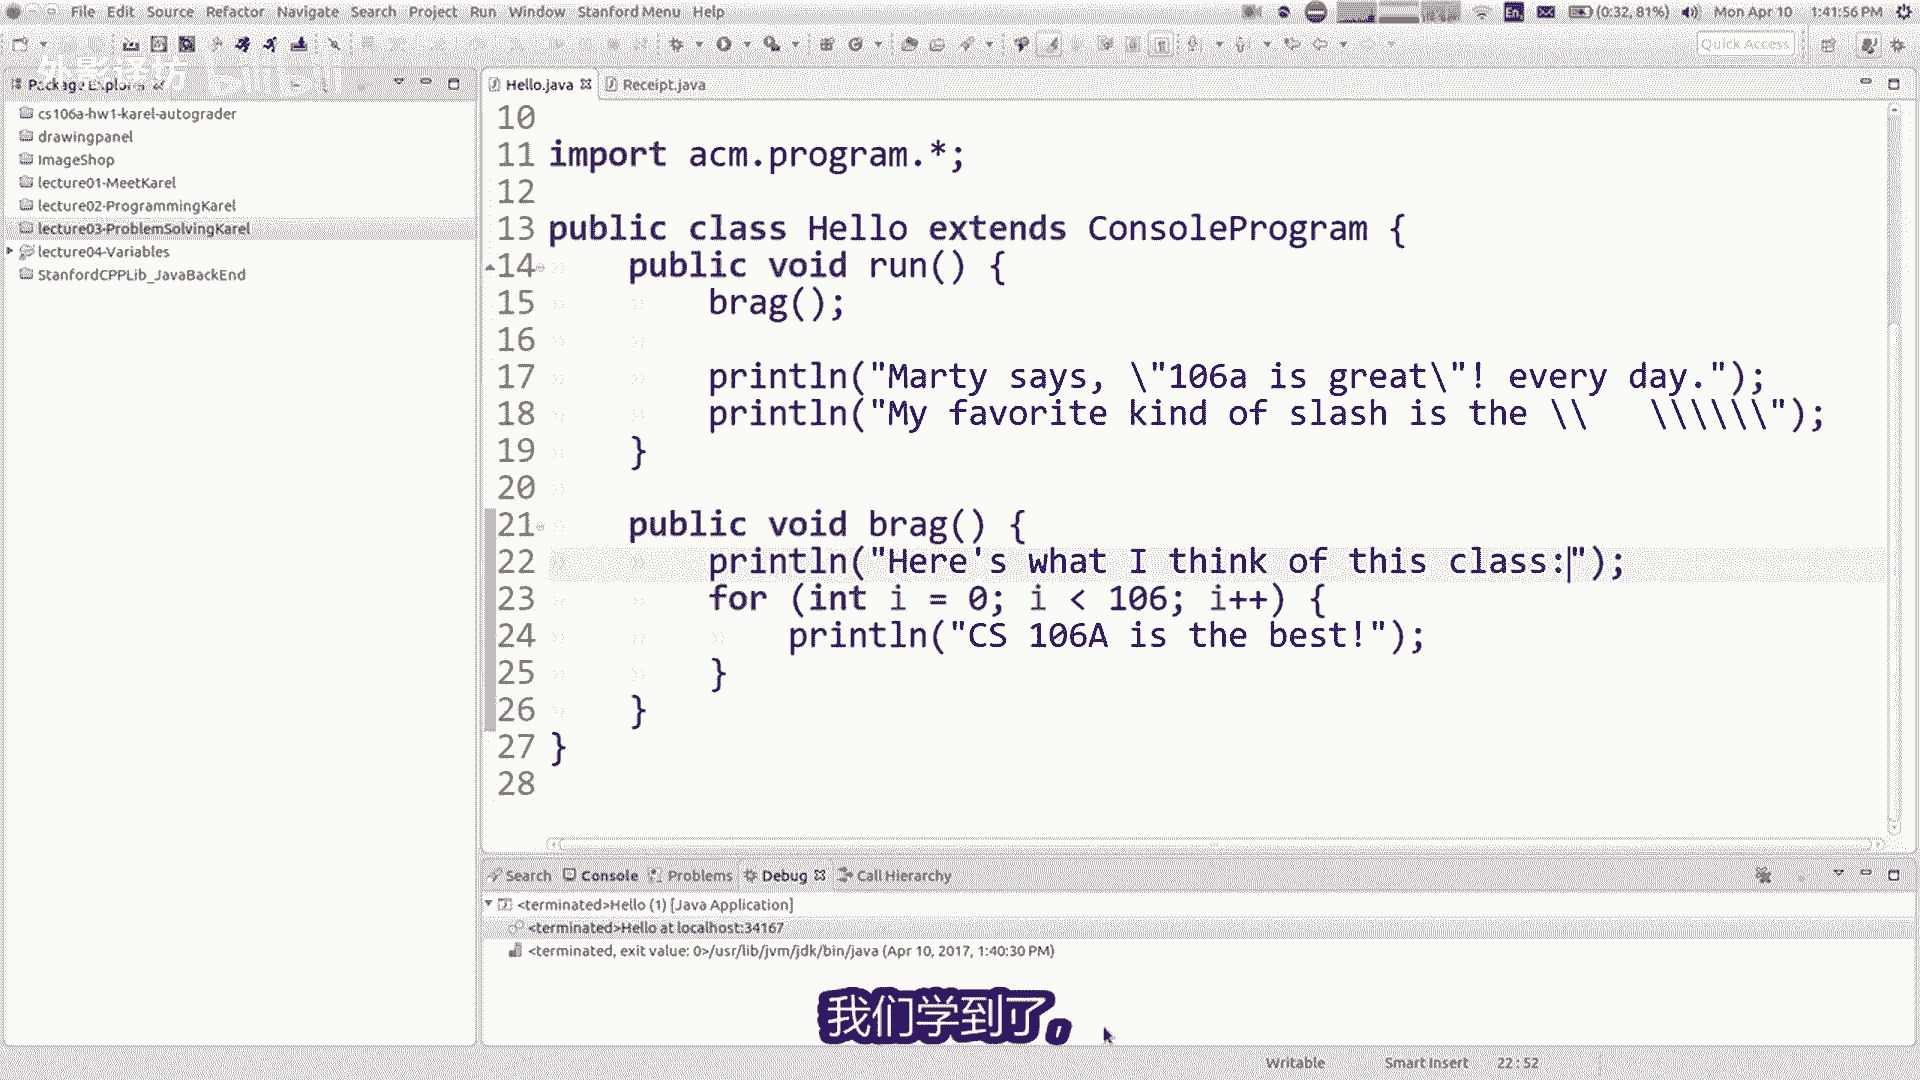 File Edit Source Refactor Navigate Search Project Run Window Stanford Menu Help
En (0:32, 81%) Mon Apr 10 1:41:56 PM
Quick Access
外影译坊 bilibili
Package Explorer
cs106a-hw1-karel-autograder
drawingpanel
ImageShop
lecture01-MeetKarel
lecture02-ProgrammingKarel
lecture03-ProblemSolvingKarel
lecture04-Variables
StanfordCPPLib_JavaBackEnd
Hello.java Receipt.java
10
11 import acm.program.*;
12
13 public class Hello extends ConsoleProgram {
14 public void run() {
15 brag();
16
17 println("Marty says, \"106a is great\"! every day.");
18 println("My favorite kind of slash is the \\   \\\\\\");
19 }
20
21 public void brag() {
22 println("Here's what I think of this class:");
23 for (int i = 0; i < 106; i++) {
24 println("CS 106A is the best!");
25 }
26 }
27 }
28
Search Console Problems Debug Call Hierarchy
<terminated>Hello (1) [Java Application]
<terminated>Hello at localhost:34167
<terminated, exit value: 0>/usr/lib/jvm/jdk/bin/java (Apr 10, 2017, 1:40:30 PM)
我们学到了,
Writable Smart Insert 22 : 52